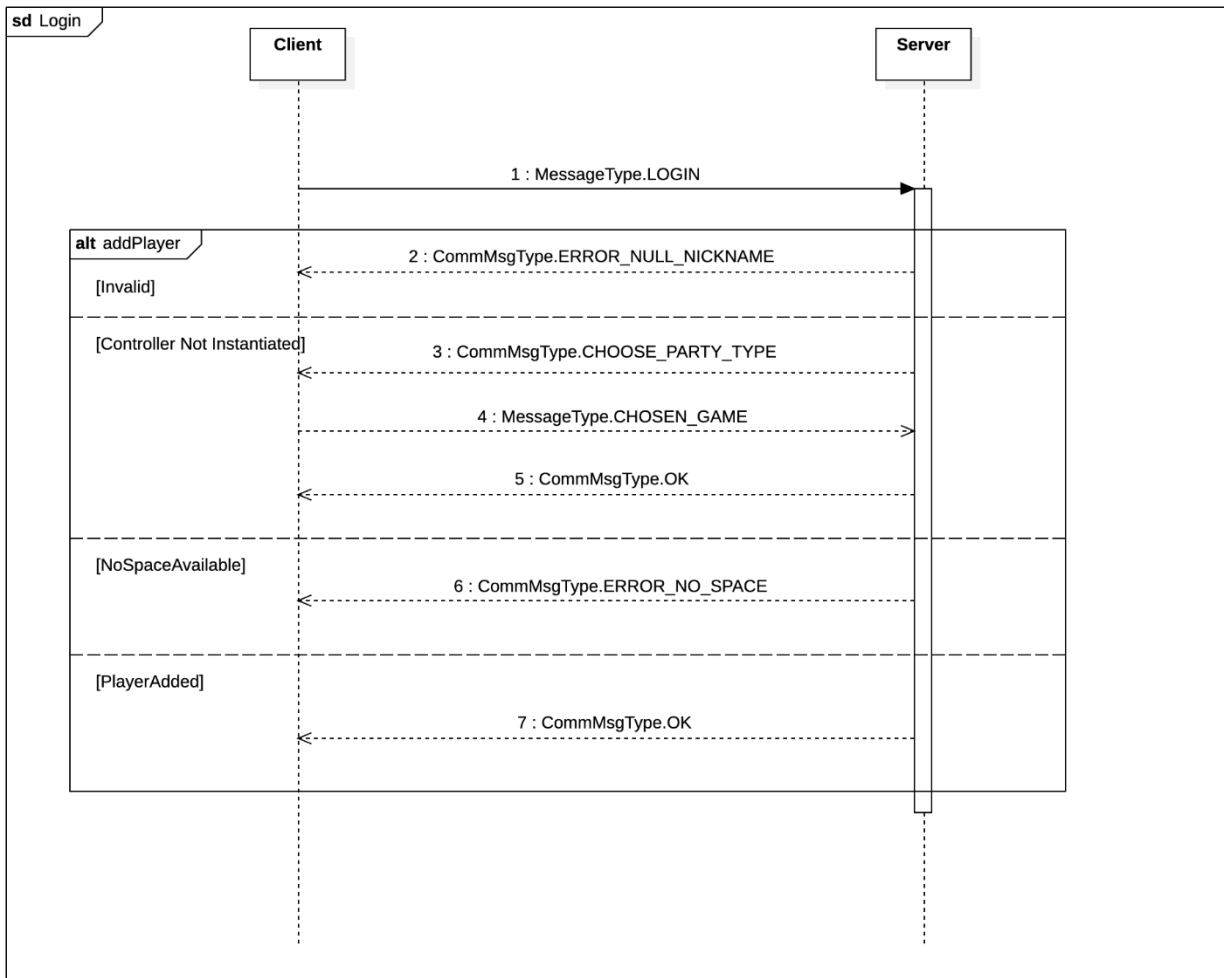 sd Login
Client
Server
1 : MessageType.LOGIN
alt addPlayer
2 : CommMsgType.ERROR_NULL_NICKNAME
[Invalid]
[Controller Not Instantiated]
3 : CommMsgType.CHOOSE_PARTY_TYPE
4 : MessageType.CHOSEN_GAME
5 : CommMsgType.OK
[NoSpaceAvailable]
6 : CommMsgType.ERROR_NO_SPACE
[PlayerAdded]
7 : CommMsgType.OK